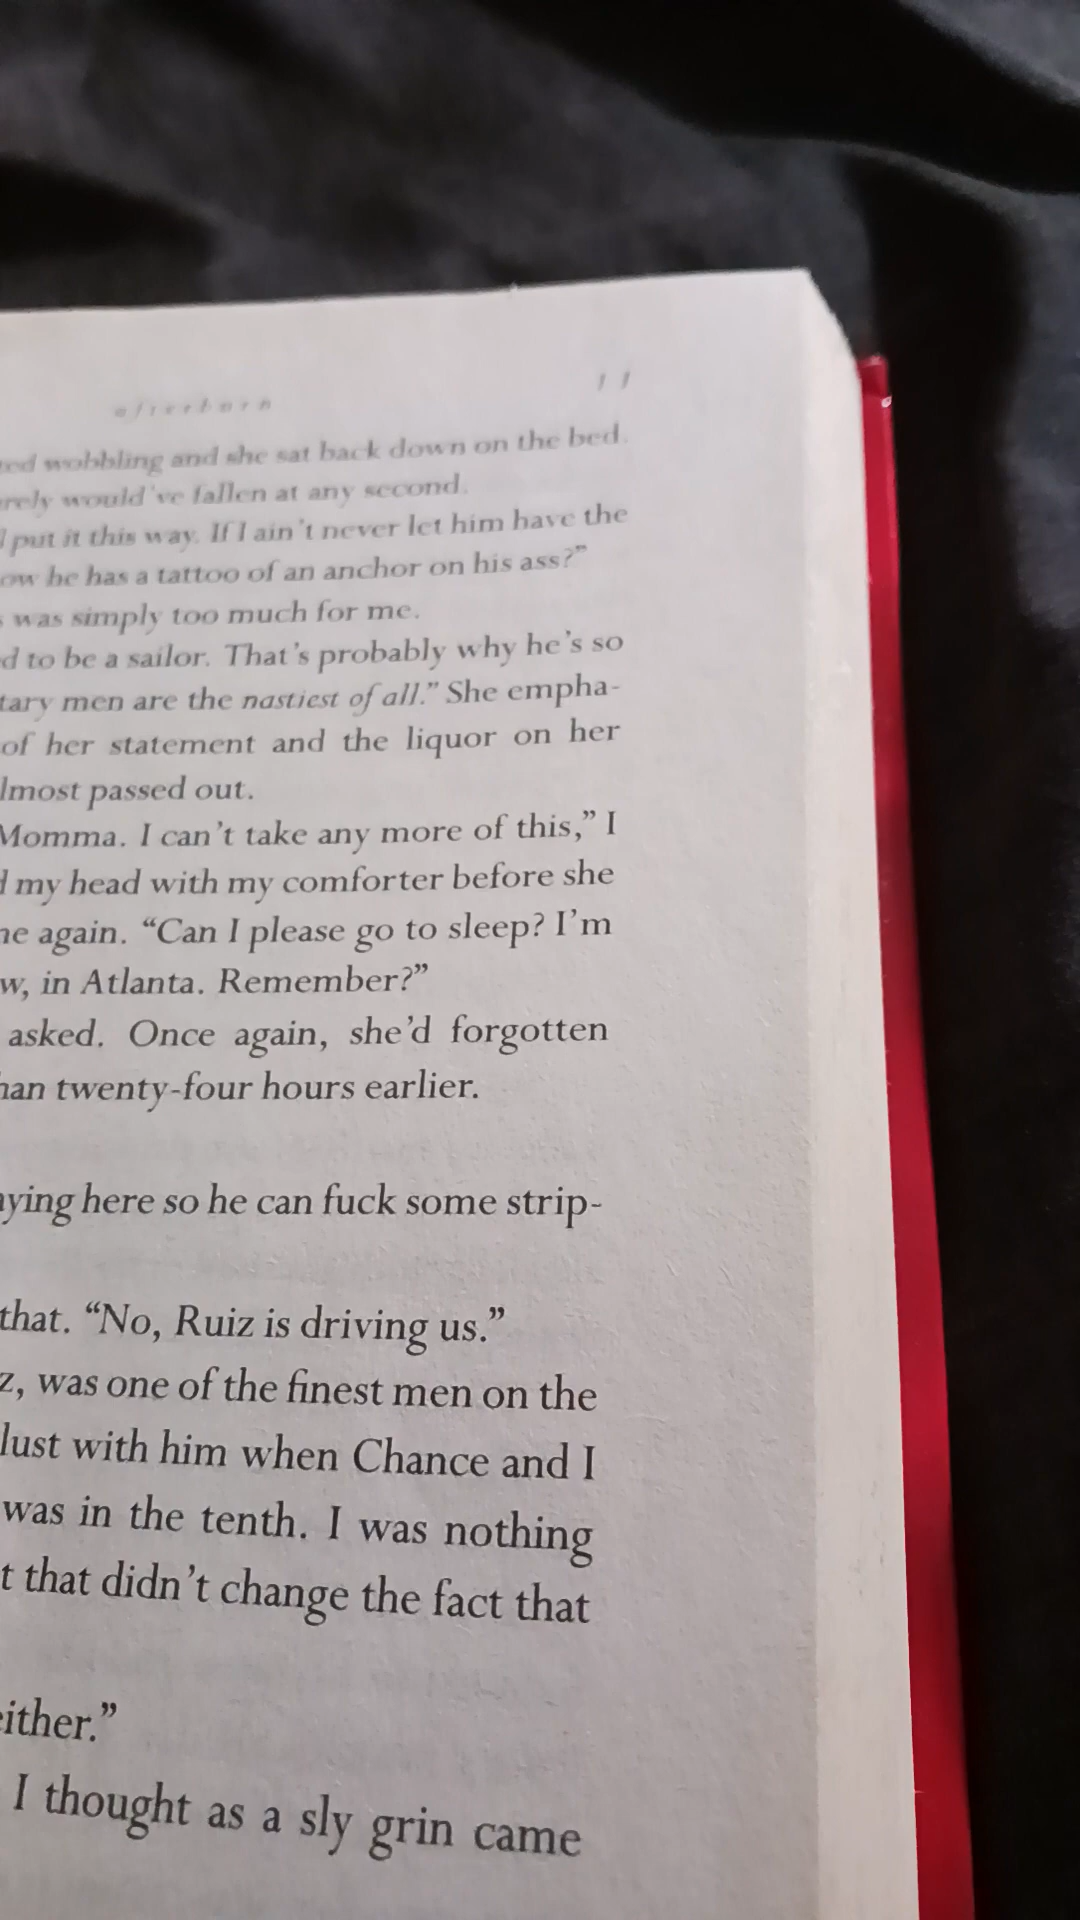 afterburn 11
wobbling and she sat back down on the bed.
would've fallen at any second.
put it this way. If I ain't never let him have the
ow he has a tattoo of an anchor on his ass?"
was simply too much for me.
d to be a sailor. That's probably why he's so
tary men are the nastiest of all." She empha-
of her statement and the liquor on her
lmost passed out.
Momma. I can't take any more of this," I
my head with my comforter before she
ne again. "Can I please go to sleep? I'm
w, in Atlanta. Remember?"
asked. Once again, she'd forgotten
han twenty-four hours earlier.
ying here so he can fuck some strip-
that. "No, Ruiz is driving us."
z, was one of the finest men on the
lust with him when Chance and I
was in the tenth. I was nothing
t that didn't change the fact that
either."
I thought as a sly grin came